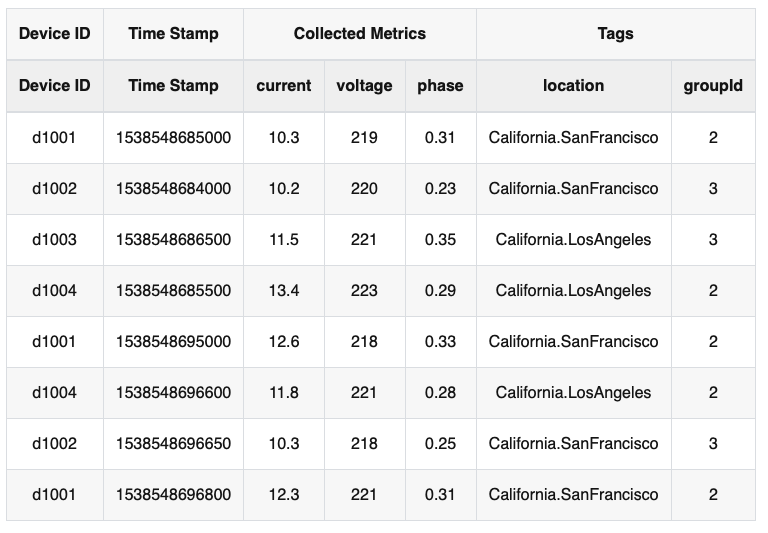 Device ID Time Stamp Collected Metrics Tags
Device ID Time Stamp current voltage phase location groupId
d1001 1538548685000 10.3 219 0.31 California.SanFrancisco 2
d1002 1538548684000 10.2 220 0.23 California.SanFrancisco 3
d1003 1538548686500 11.5 221 0.35 California.LosAngeles 3
d1004 1538548685500 13.4 223 0.29 California.LosAngeles 2
d1001 1538548695000 12.6 218 0.33 California.SanFrancisco 2
d1004 1538548696600 11.8 221 0.28 California.LosAngeles 2
d1002 1538548696650 10.3 218 0.25 California.SanFrancisco 3
d1001 1538548696800 12.3 221 0.31 California.SanFrancisco 2